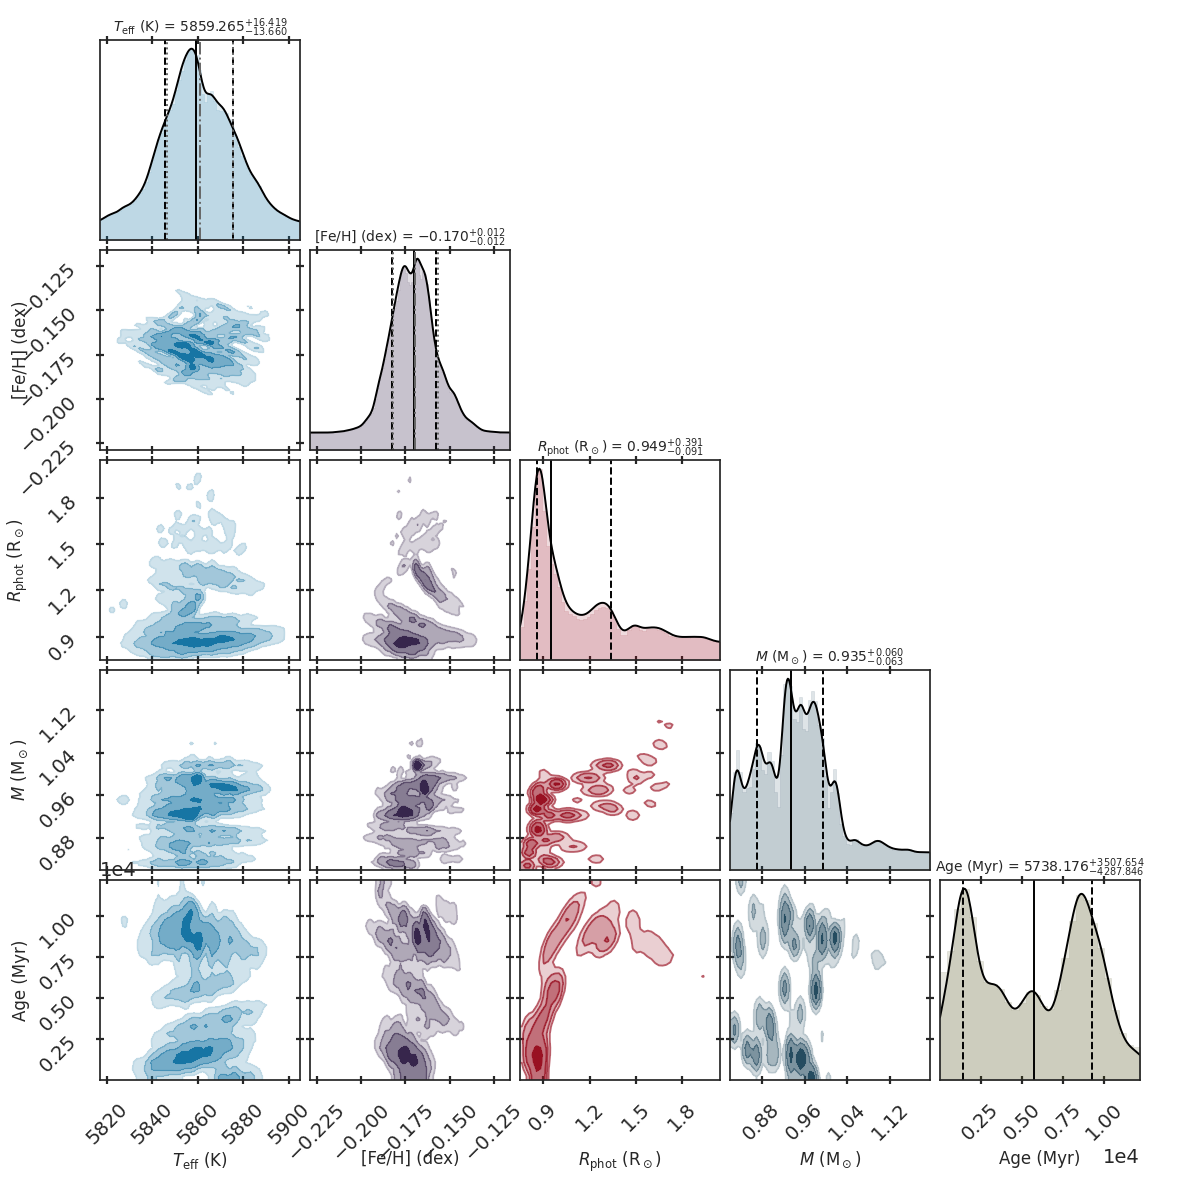 T_eff (K) = 5859.265 +16.419 −13.660
[Fe/H] (dex) = −0.170 +0.012 −0.012
R_phot (R⊙) = 0.949 +0.391 −0.091
M (M⊙) = 0.935 +0.060 −0.063
Age (Myr) = 5738.176 +3507.654 −4287.846
[Fe/H] (dex)
−0.125
−0.150
−0.175
−0.200
−0.225
R_phot (R⊙)
1.8
1.5
1.2
0.9
M (M⊙)
1.12
1.04
0.96
0.88
1e4
Age (Myr)
1.00
0.75
0.50
0.25
5820 5840 5860 5880 5900
T_eff (K)
−0.225 −0.200 −0.175 −0.150 −0.125
[Fe/H] (dex)
0.9 1.2 1.5 1.8
R_phot (R⊙)
0.88 0.96 1.04 1.12
M (M⊙)
0.25 0.50 0.75 1.00
Age (Myr) 1e4